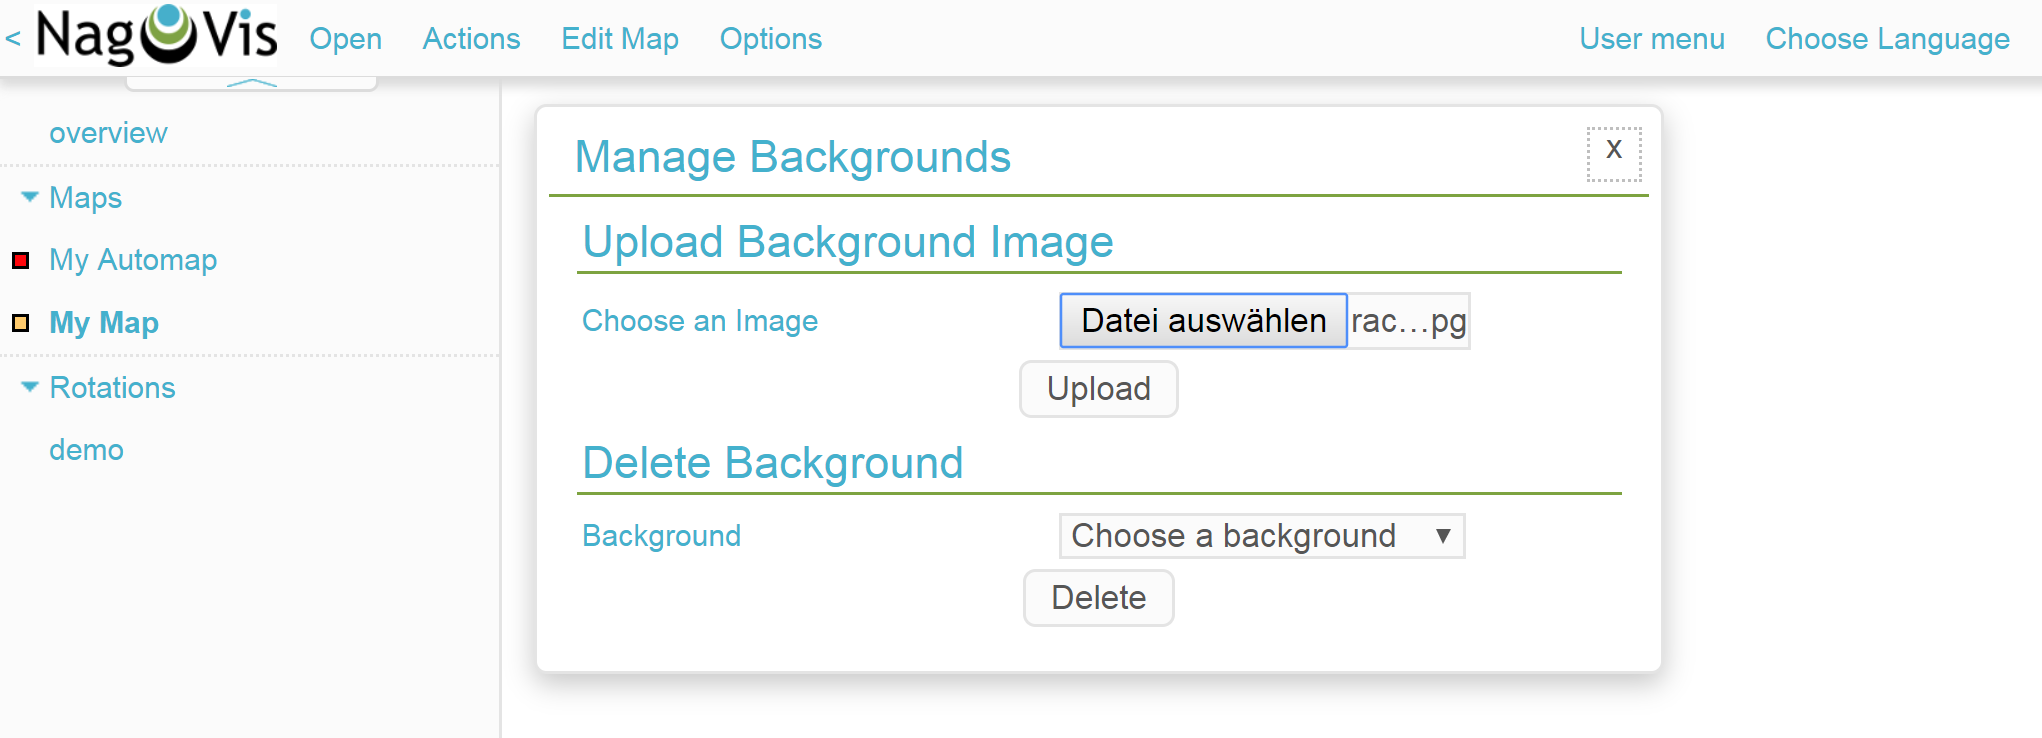 < NagVis Open Actions Edit Map Options User menu Choose Language
overview
Maps
My Automap
My Map
Rotations
demo
Manage Backgrounds x
Upload Background Image
Choose an Image Datei auswählen rac…pg
Upload
Delete Background
Background Choose a background
Delete